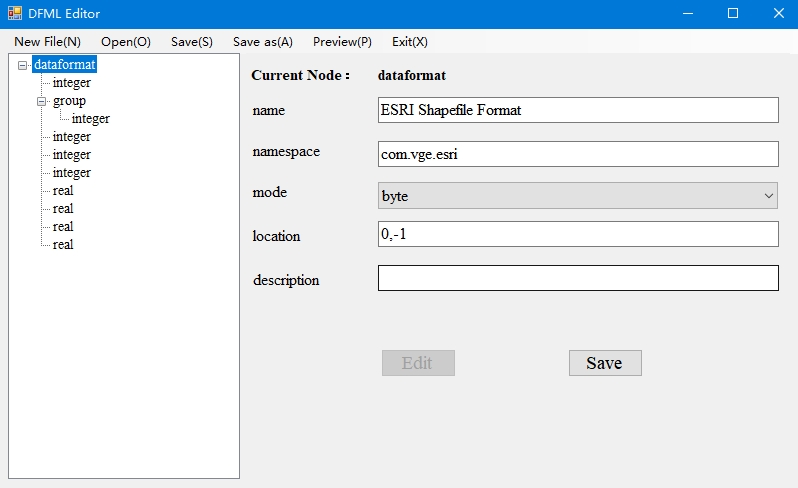 DFML Editor
New File(N) Open(O) Save(S) Save as(A) Preview(P) Exit(X)
dataformat
integer
group
integer
integer
integer
integer
real
real
real
real
Current Node： dataformat
name ESRI Shapefile Format
namespace com.vge.esri
mode byte
location 0,-1
description
Edit Save